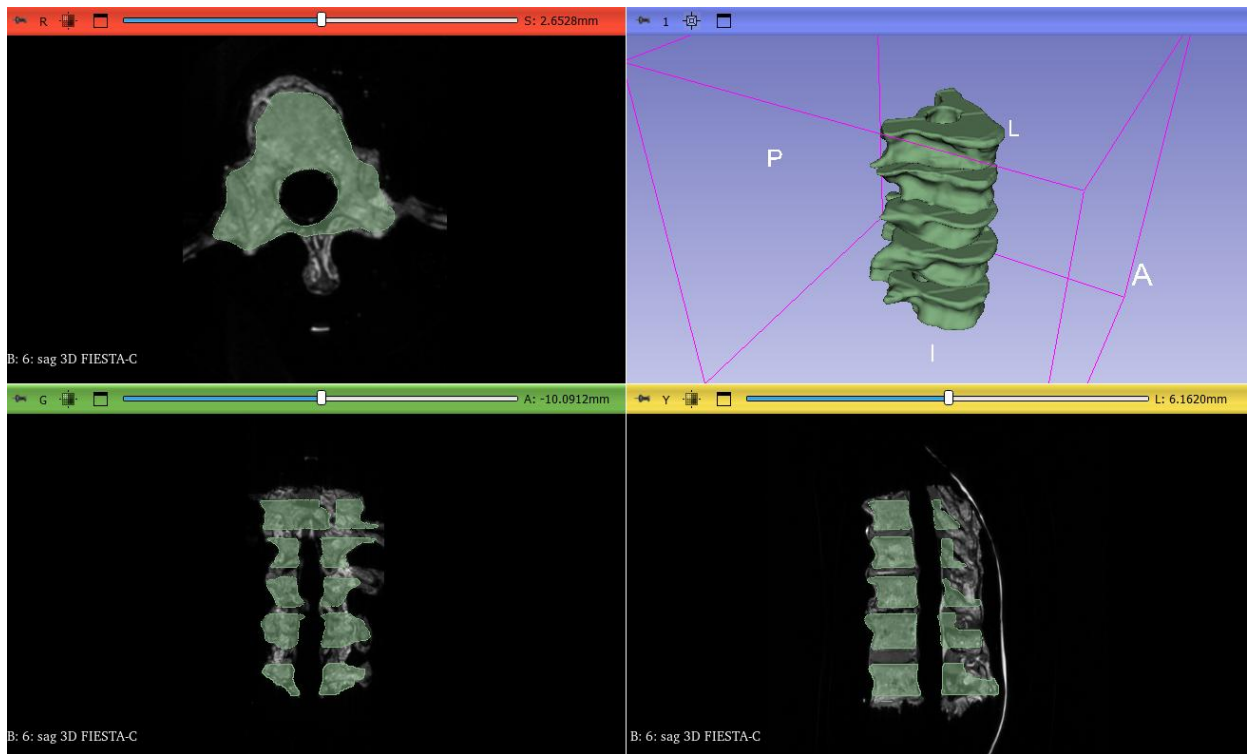 R S: 2.6528mm
1
L
P
A
I
B: 6: sag 3D FIESTA-C
G A: -10.0912mm
Y L: 6.1620mm
B: 6: sag 3D FIESTA-C
B: 6: sag 3D FIESTA-C